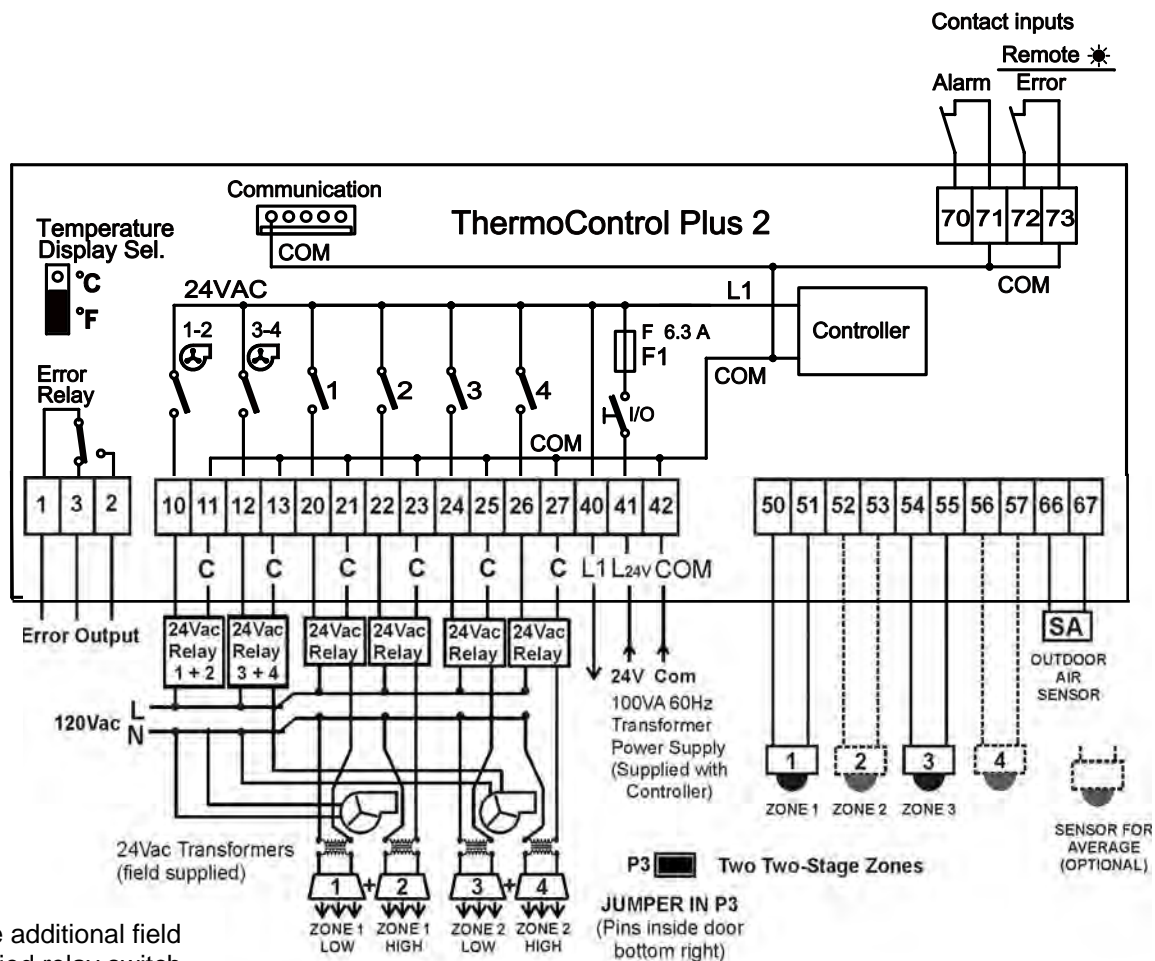 Contact inputs
Remote
Alarm Error
Communication
ThermoControl Plus 2
70 71 72 73
Temperature
Display Sel.
°C
°F
COM
COM
24VAC
L1
1-2 3-4
F 6.3 A
F1
Controller
Error
Relay
1 2 3 4
I/O
COM
COM
1 3 2
10 11 12 13 20 21 22 23 24 25 26 27 40 41 42
50 51 52 53 54 55 56 57 66 67
C C C C C C L1 L24V COM
Error Output
24Vac
Relay
1 + 2
24Vac
Relay
3 + 4
24Vac
Relay
24Vac
Relay
24Vac
Relay
24Vac
Relay
SA
OUTDOOR
AIR
SENSOR
24V Com
100VA 60Hz
Transformer
Power Supply
(Supplied with
Controller)
120Vac
L
N
1 2 3 4
ZONE 1 ZONE 2 ZONE 3
SENSOR FOR
AVERAGE
(OPTIONAL)
24Vac Transformers
(field supplied)
P3 Two Two-Stage Zones
JUMPER IN P3
(Pins inside door
bottom right)
1 + 2 3 + 4
ZONE 1
LOW
ZONE 1
HIGH
ZONE 2
LOW
ZONE 2
HIGH
additional field
relay switch